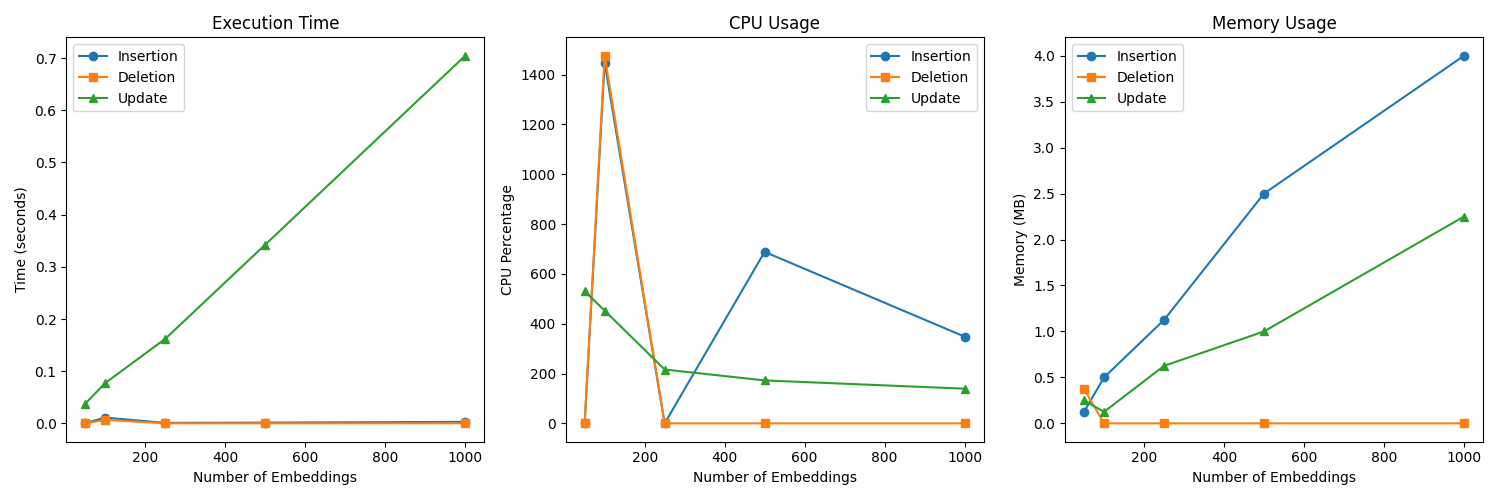 Execution Time
0.7
0.6
0.5
0.4
0.3
0.2
0.1
0.0
Time (seconds)
Insertion
Deletion
Update
200
400
600
800
1000
Number of Embeddings
CPU Usage
1400
1200
1000
800
600
400
200
0
CPU Percentage
Insertion
Deletion
Update
200
400
600
800
1000
Number of Embeddings
Memory Usage
4.0
3.5
3.0
2.5
2.0
1.5
1.0
0.5
0.0
Memory (MB)
Insertion
Deletion
Update
200
400
600
800
1000
Number of Embeddings